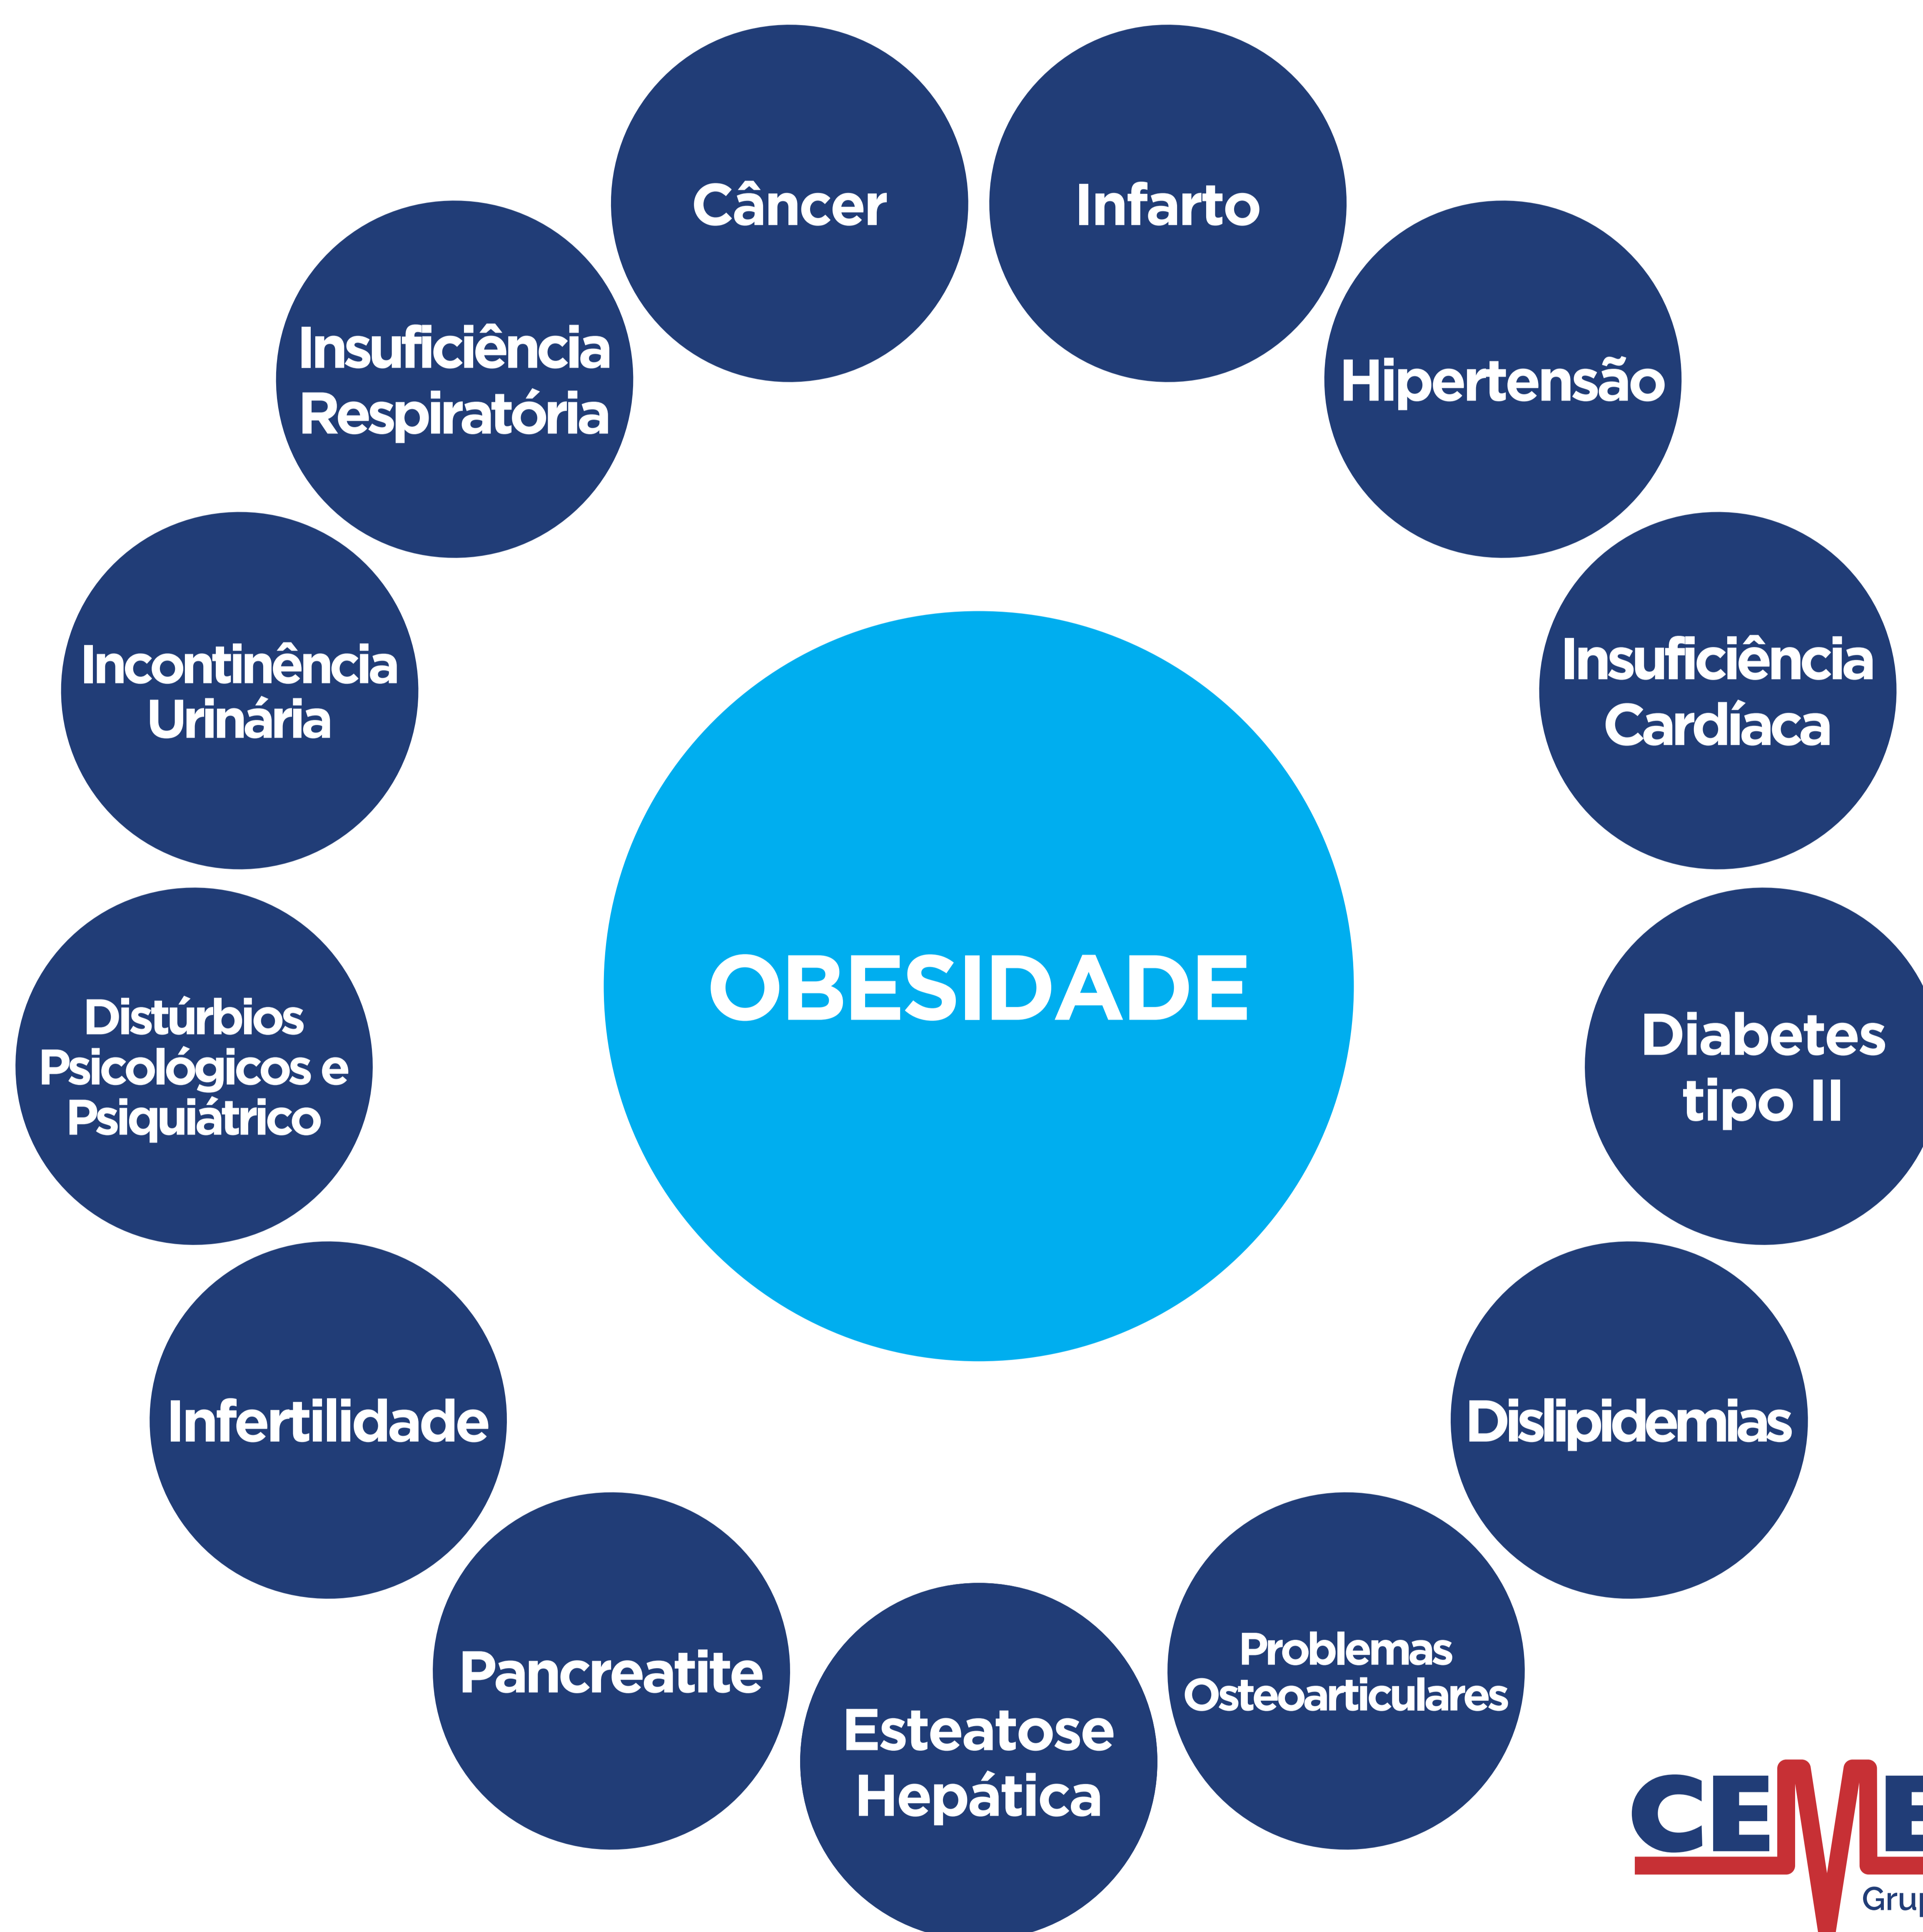 Câncer
Infarto
Hipertensão
Insuficiência
Cardíaca
Diabetes
tipo II
Dislipidemias
Problemas
Osteoarticulares
Esteatose
Hepática
Pancreatite
Infertilidade
Distúrbios
Psicológicos e
Psiquiátrico
Incontinência
Urinária
Insuficiência
Respiratória
OBESIDADE